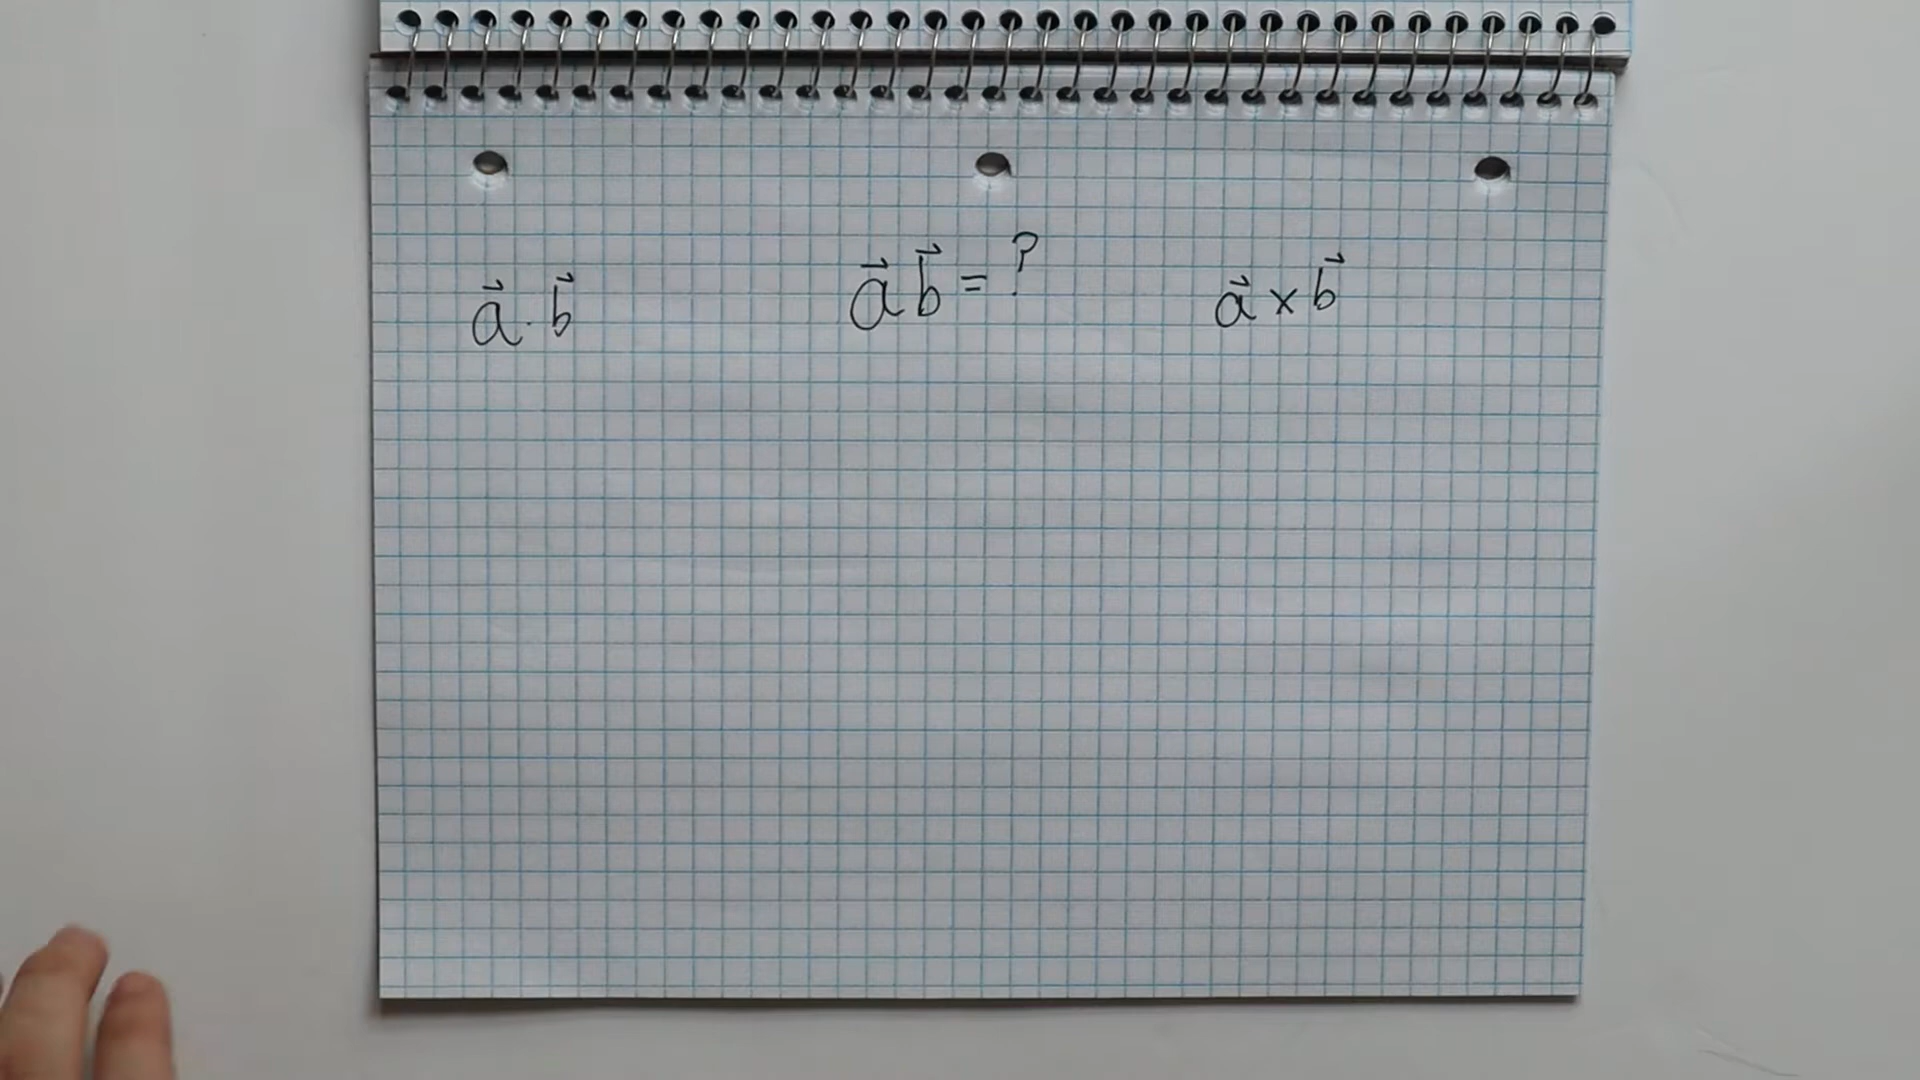 a⃗ · b⃗
a⃗ b⃗ = ?
a⃗ × b⃗